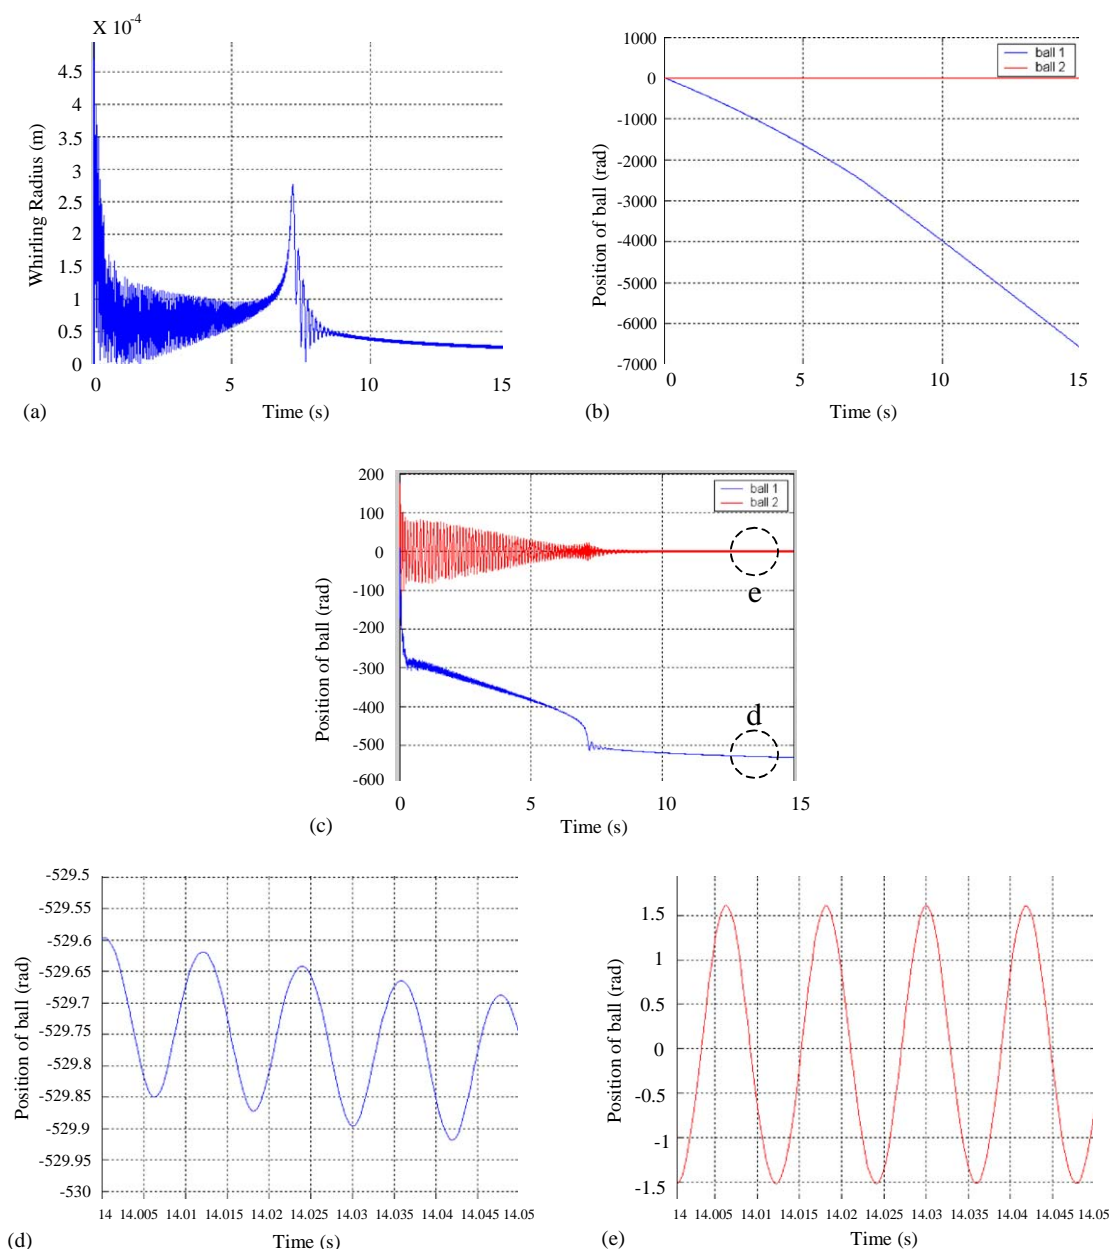 X 10-4
4.5
4
3.5
3
2.5
2
1.5
1
0.5
0
0 5 10 15
Whirling Radius (m)
Time (s)
(a)
1000
0
-1000
-2000
-3000
-4000
-5000
-6000
-7000
0 5 10 15
Position of ball (rad)
ball 1
ball 2
Time (s)
(b)
200
100
0
-100
-200
-300
-400
-500
-600
0 5 10 15
Position of ball (rad)
ball 1
ball 2
e
d
Time (s)
(c)
-529.5
-529.55
-529.6
-529.65
-529.7
-529.75
-529.8
-529.85
-529.9
-529.95
-530
14 14.005 14.01 14.015 14.02 14.025 14.03 14.035 14.04 14.045 14.05
Position of ball (rad)
Time (s)
(d)
1.5
1
0.5
0
-0.5
-1
-1.5
14 14.005 14.01 14.015 14.02 14.025 14.03 14.035 14.04 14.045 14.05
Position of ball (rad)
Time (s)
(e)